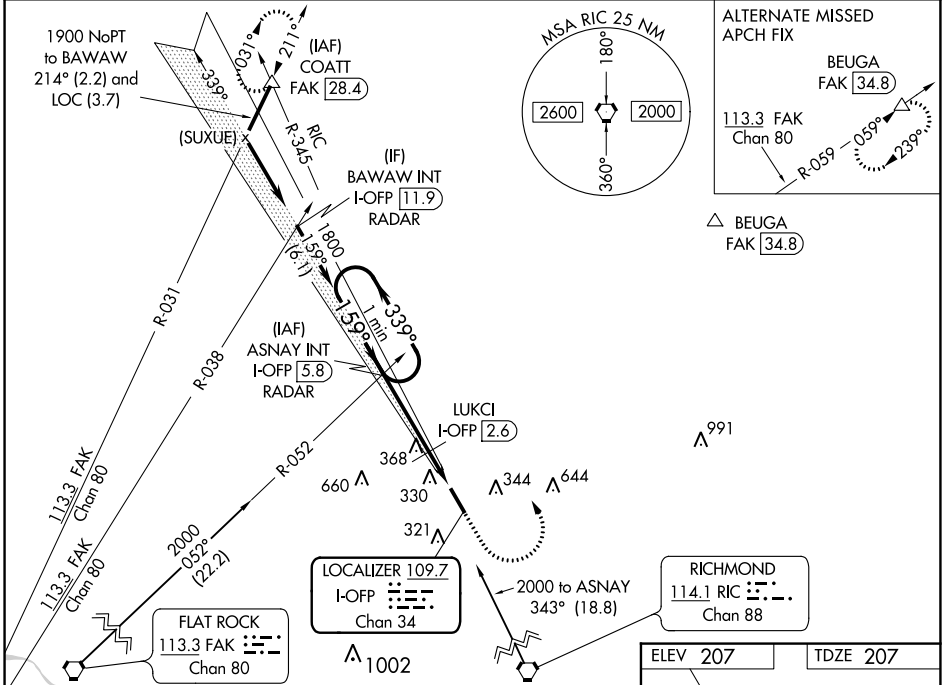 1900 NoPT
to BAWAW
214° (2.2) and
LOC (3.7)
339°
031°
211°
(IAF)
COATT
FAK 28.4
(SUXUE)
RIC
R-345
(IF)
BAWAW INT
I-OFP 11.9
RADAR
1800
159°
(6.1)
159°
1 min
339°
(IAF)
ASNAY INT
I-OFP 5.8
RADAR
LUKCI
I-OFP 2.6
R-031
R-038
R-052
113.3 FAK
Chan 80
113.3 FAK
Chan 80
2000
052°
(22.2)
368
660
330
344
644
991
321
1002
MSA RIC 25 NM
180°
2600
2000
360°
ALTERNATE MISSED
APCH FIX
BEUGA
FAK 34.8
113.3 FAK
Chan 80
R-059
059°
239°
BEUGA
FAK 34.8
LOCALIZER 109.7
I-OFP
Chan 34
2000 to ASNAY
343° (18.8)
RICHMOND
114.1 RIC
Chan 88
FLAT ROCK
113.3 FAK
Chan 80
ELEV 207
TDZE 207